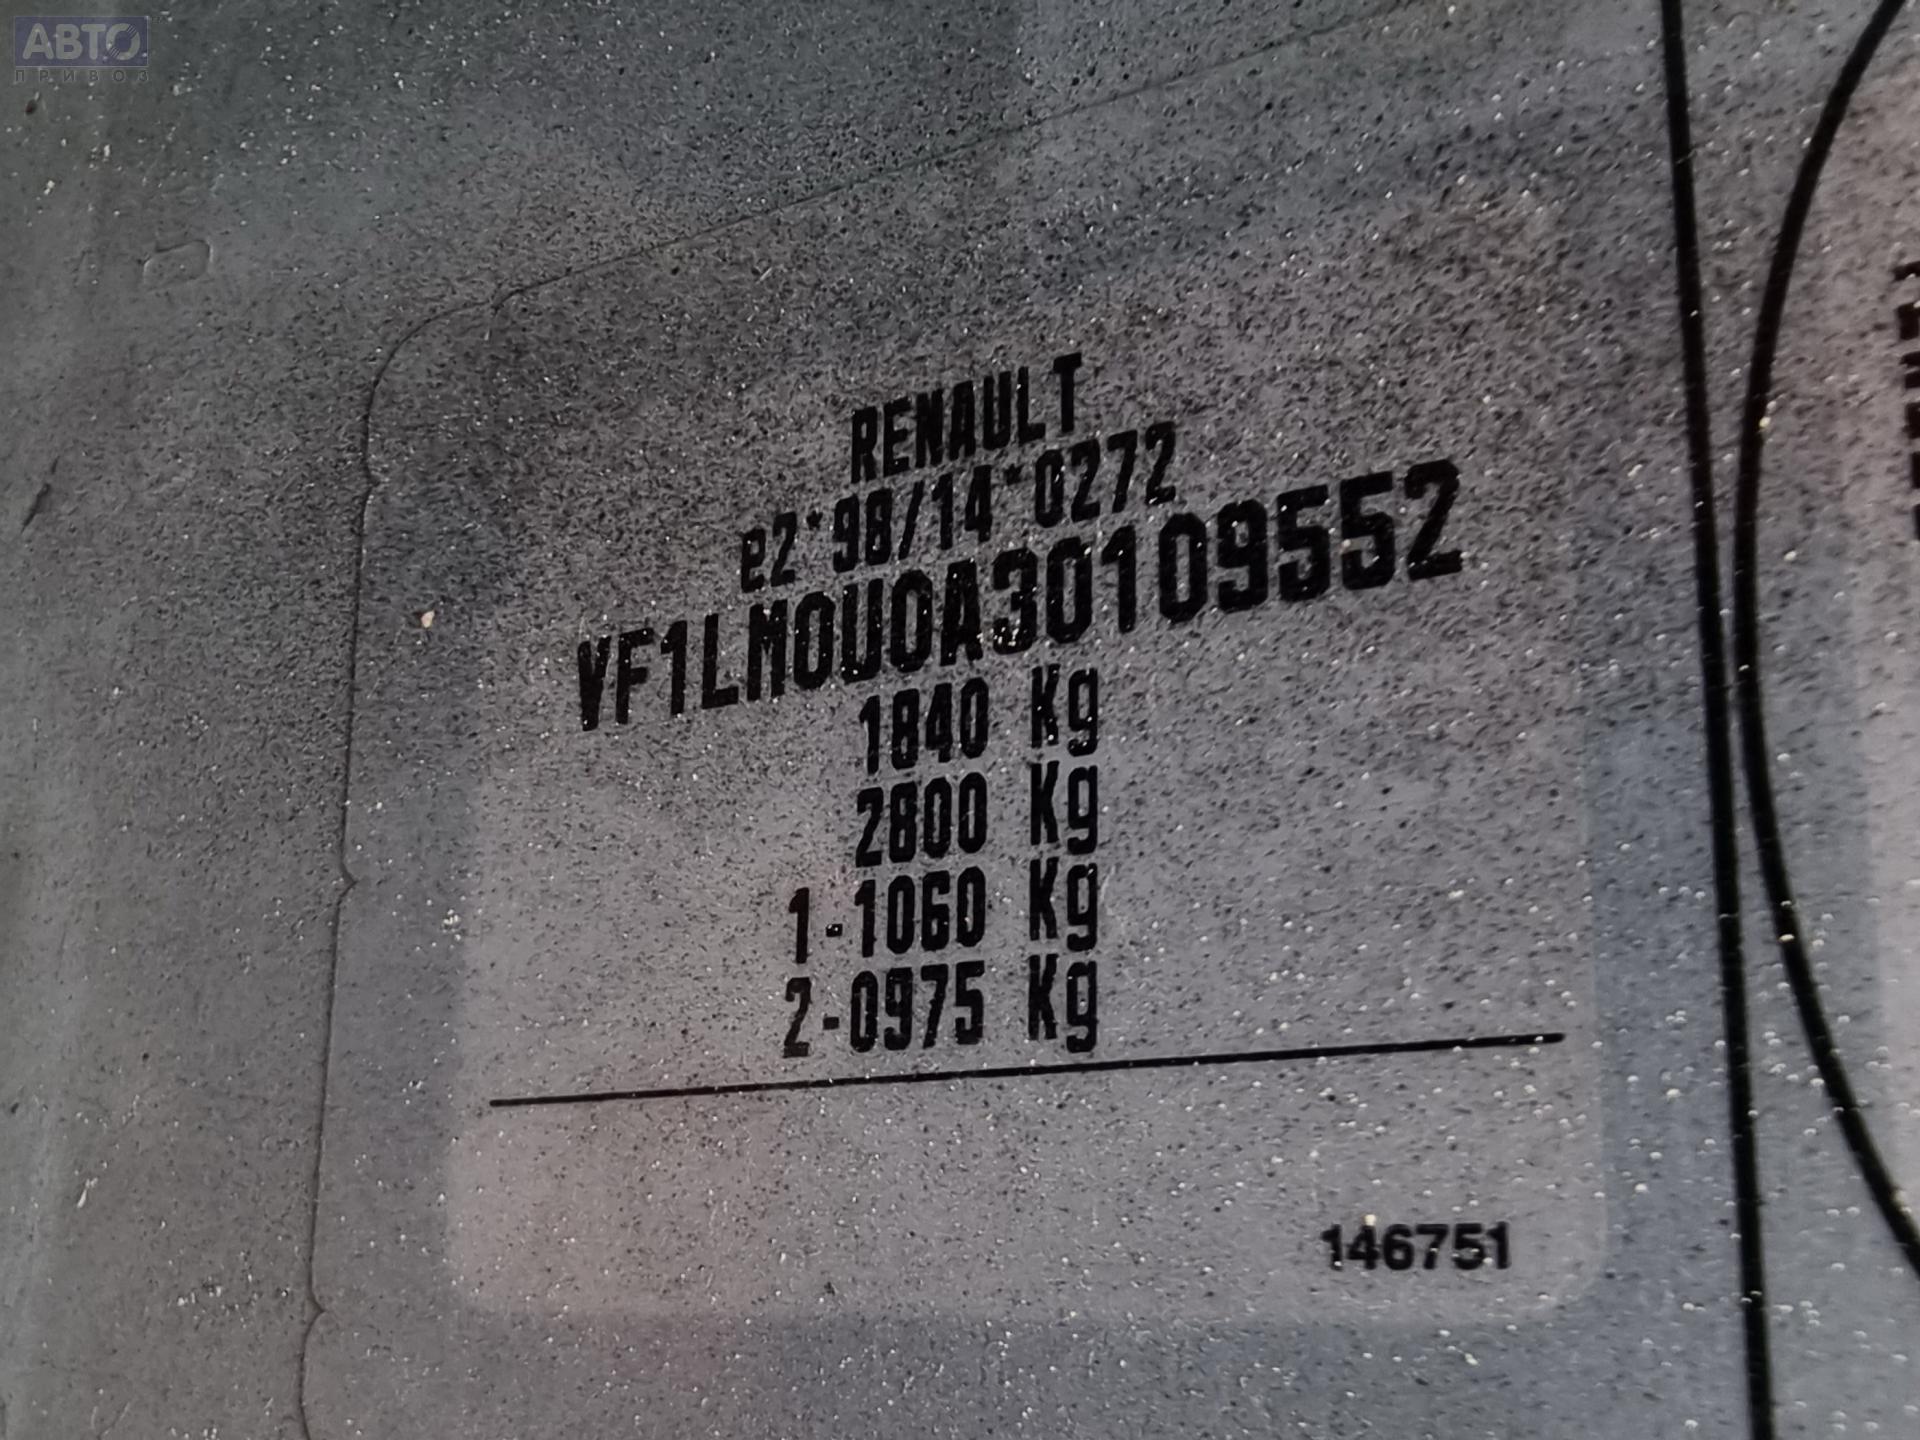 АВТО
ПРИВОЗ
RENAULT
e2*98/14*0272
VF1LM0U0A30109552
1840 Kg
2800 Kg
1-1060 Kg
2-0975 Kg
146751